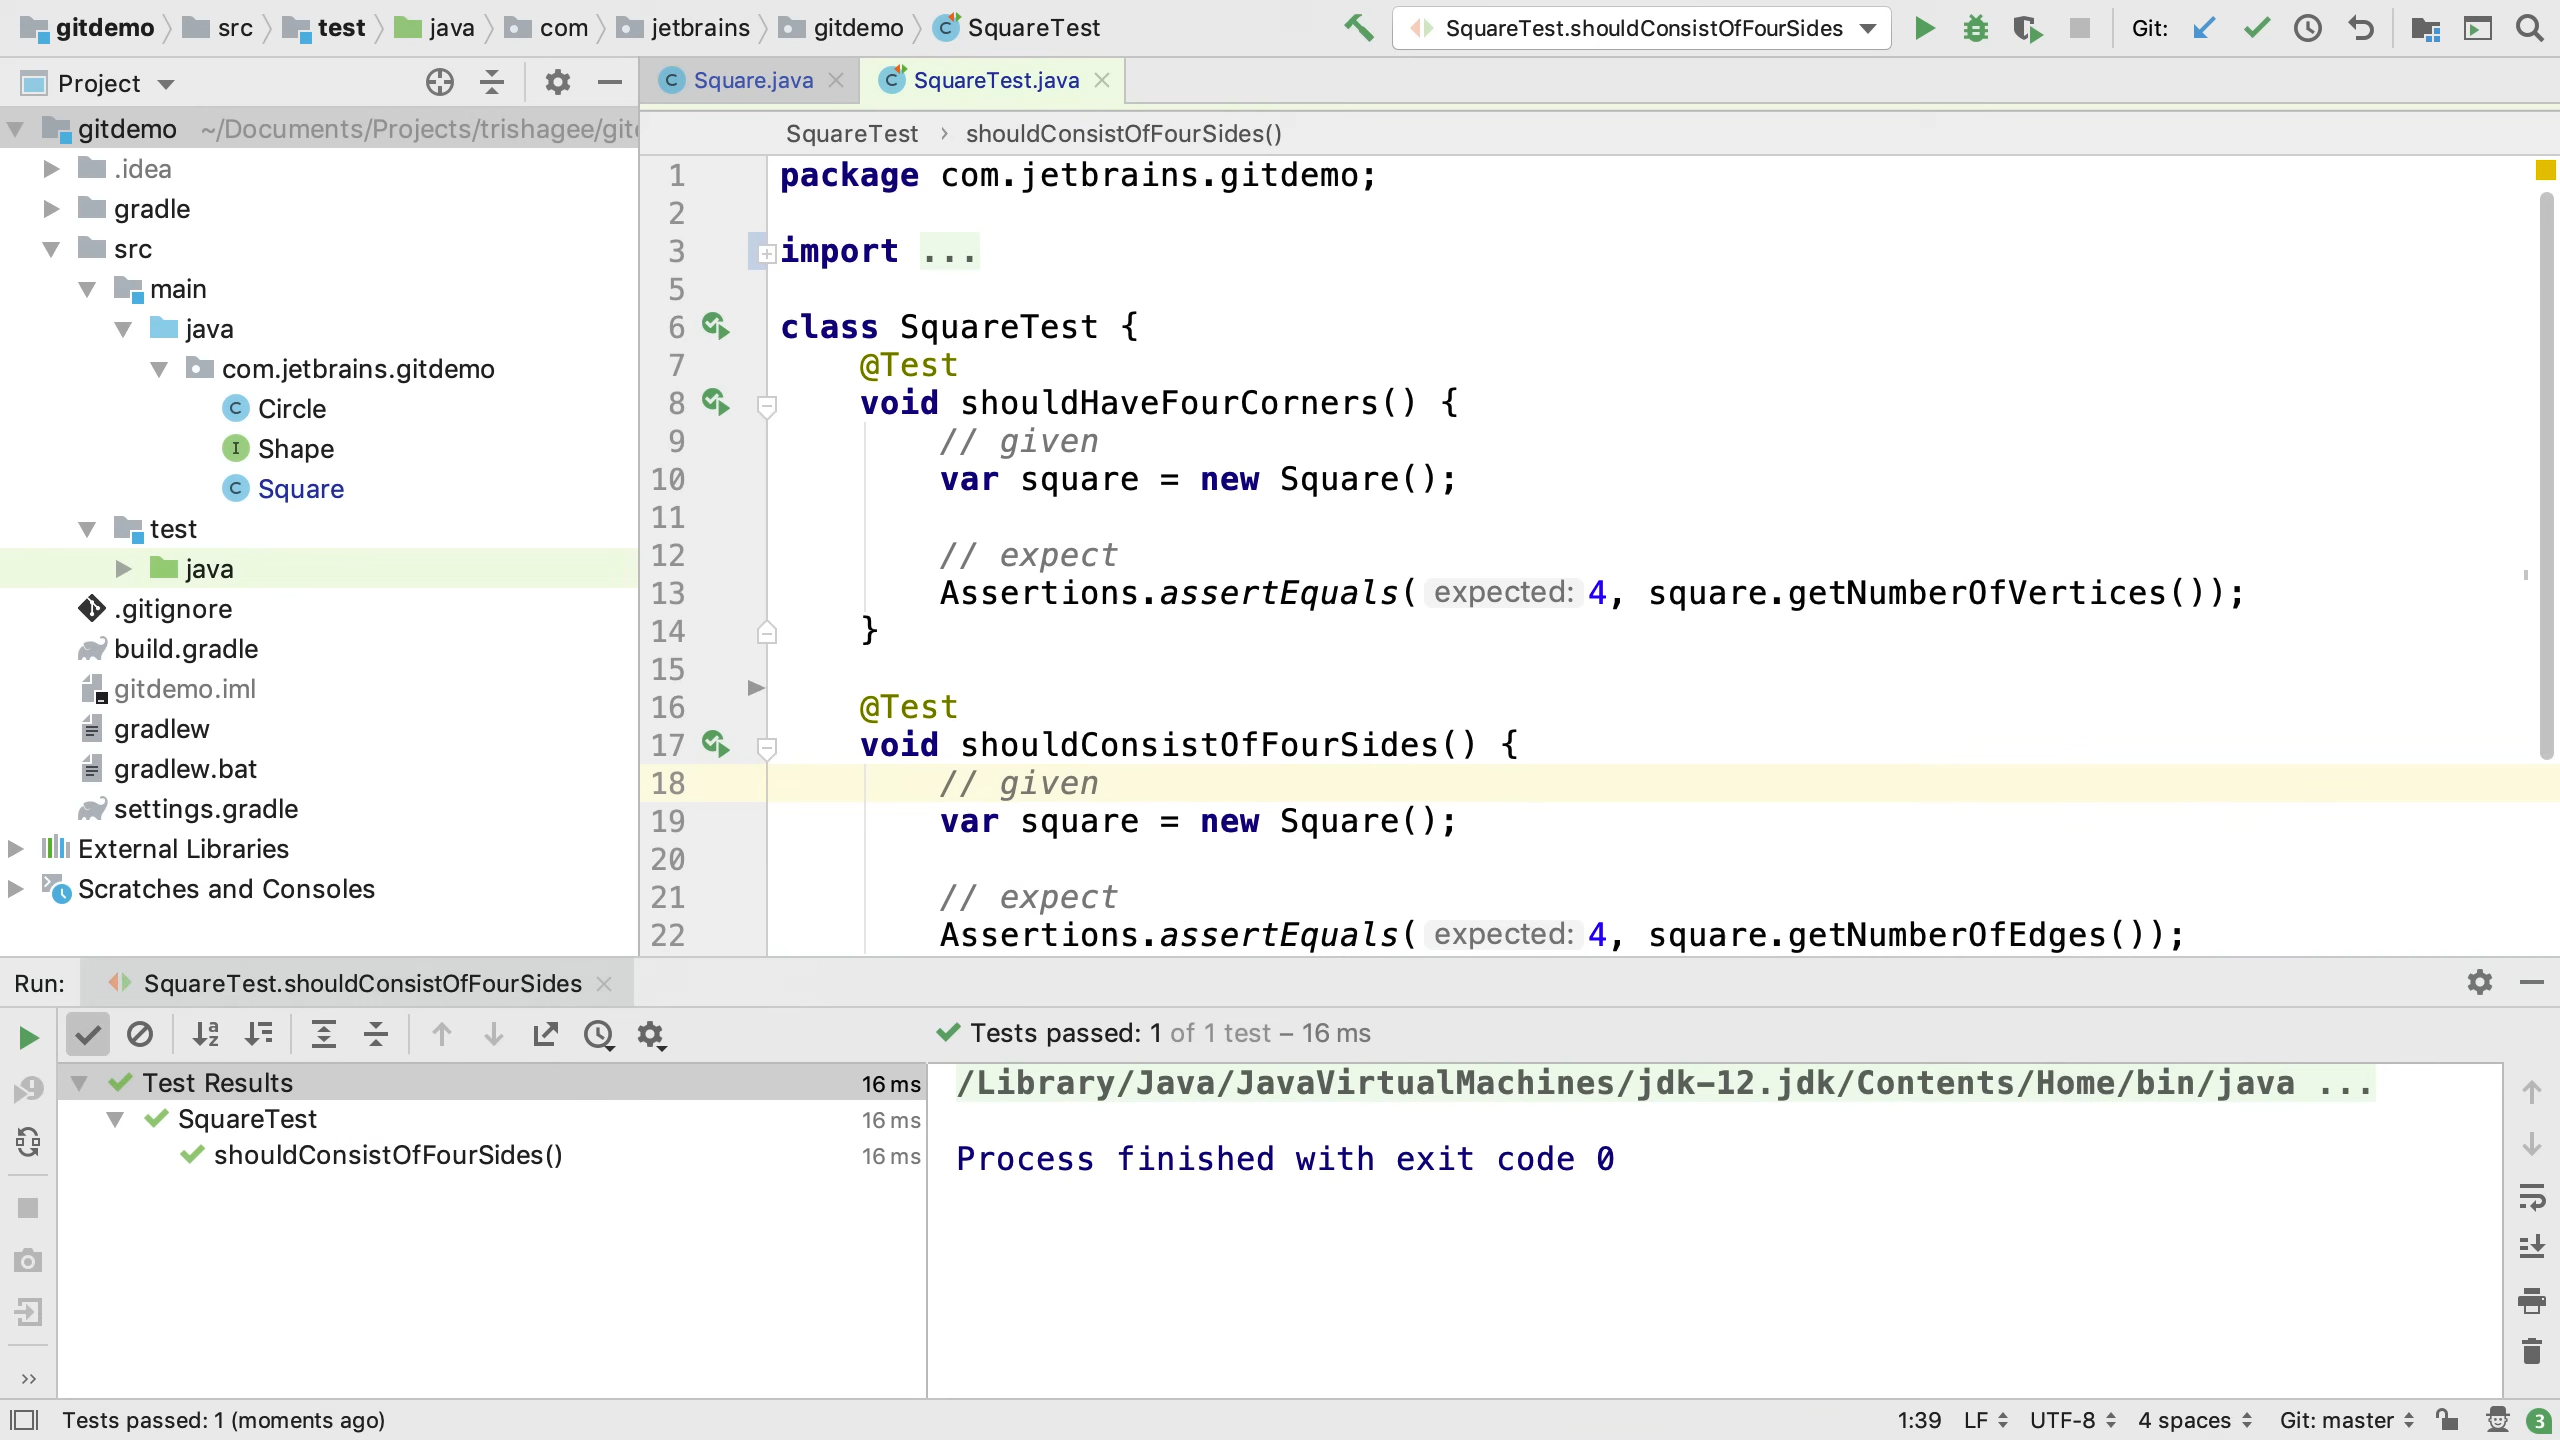 gitdemo src test java com jetbrains gitdemo SquareTest SquareTest.shouldConsistOfFourSides Git:
Project
Square.java SquareTest.java
gitdemo ~/Documents/Projects/trishagee/git
SquareTest › shouldConsistOfFourSides()
.idea
gradle
src
main
java
com.jetbrains.gitdemo
Circle
Shape
Square
test
java
.gitignore
build.gradle
gitdemo.iml
gradlew
gradlew.bat
settings.gradle
External Libraries
Scratches and Consoles
1 package com.jetbrains.gitdemo;
2
3 import ...
5
6 class SquareTest {
7 @Test
8 void shouldHaveFourCorners() {
9 // given
10 var square = new Square();
11
12 // expect
13 Assertions.assertEquals( expected: 4, square.getNumberOfVertices());
14 }
15
16 @Test
17 void shouldConsistOfFourSides() {
18 // given
19 var square = new Square();
20
21 // expect
22 Assertions.assertEquals( expected: 4, square.getNumberOfEdges());
Run: SquareTest.shouldConsistOfFourSides
Tests passed: 1 of 1 test – 16 ms
Test Results 16 ms
SquareTest 16 ms
shouldConsistOfFourSides() 16 ms
/Library/Java/JavaVirtualMachines/jdk-12.jdk/Contents/Home/bin/java ...
Process finished with exit code 0
Tests passed: 1 (moments ago) 1:39 LF UTF-8 4 spaces Git: master 3